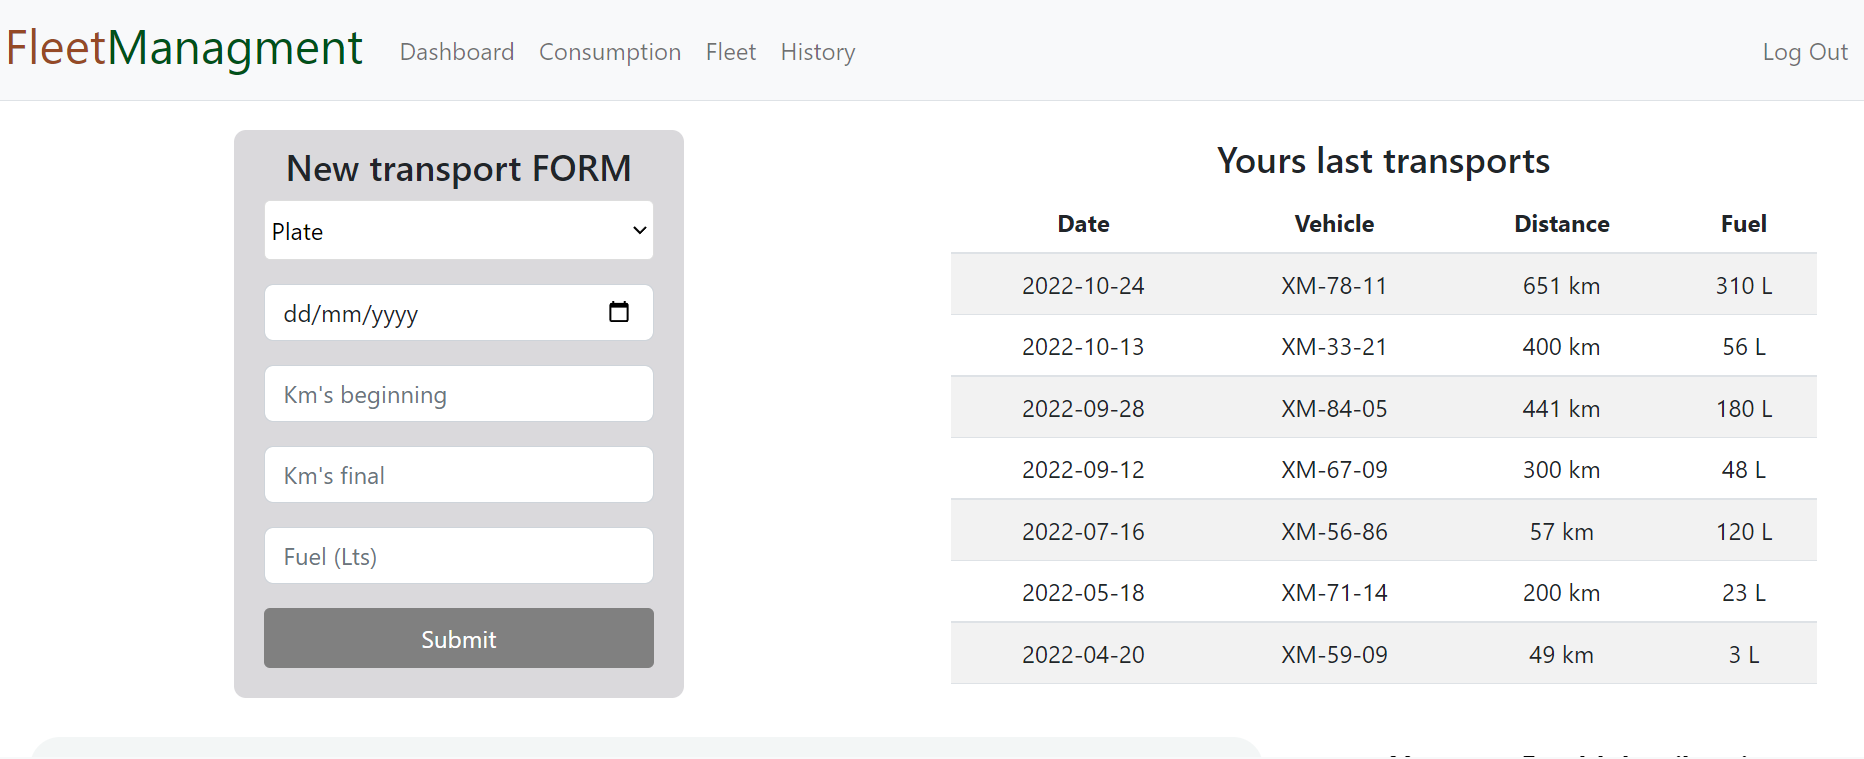 FleetManagment Dashboard Consumption Fleet History Log Out
New transport FORM
Plate
dd/mm/yyyy
Km's beginning
Km's final
Fuel (Lts)
Submit
Yours last transports
Date Vehicle Distance Fuel
2022-10-24 XM-78-11 651 km 310 L
2022-10-13 XM-33-21 400 km 56 L
2022-09-28 XM-84-05 441 km 180 L
2022-09-12 XM-67-09 300 km 48 L
2022-07-16 XM-56-86 57 km 120 L
2022-05-18 XM-71-14 200 km 23 L
2022-04-20 XM-59-09 49 km 3 L